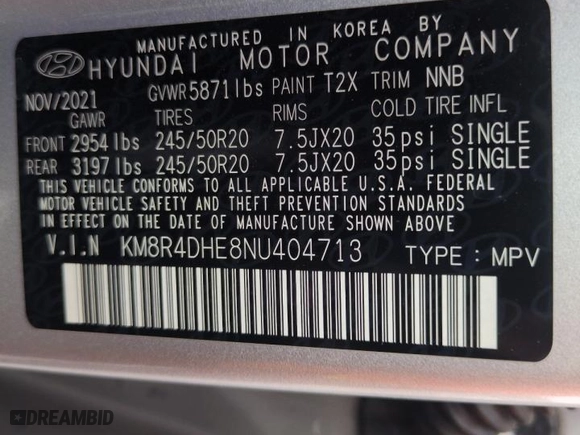 MANUFACTURED IN KOREA BY
HYUNDAI MOTOR COMPANY
NOV/2021 GVWR5871lbs PAINT T2X TRIM NNB
GAWR TIRES RIMS COLD TIRE INFL
FRONT 2954lbs 245/50R20 7.5JX20 35psi SINGLE
REAR 3197lbs 245/50R20 7.5JX20 35psi SINGLE
THIS VEHICLE CONFORMS TO ALL APPLICABLE U.S.A. FEDERAL
MOTOR VEHICLE SAFETY AND THEFT PREVENTION STANDARDS
IN EFFECT ON THE DATE OF MANUFACTURE SHOWN ABOVE.
V.I.N KM8R4DHE8NU404713 TYPE: MPV
DREAMBID